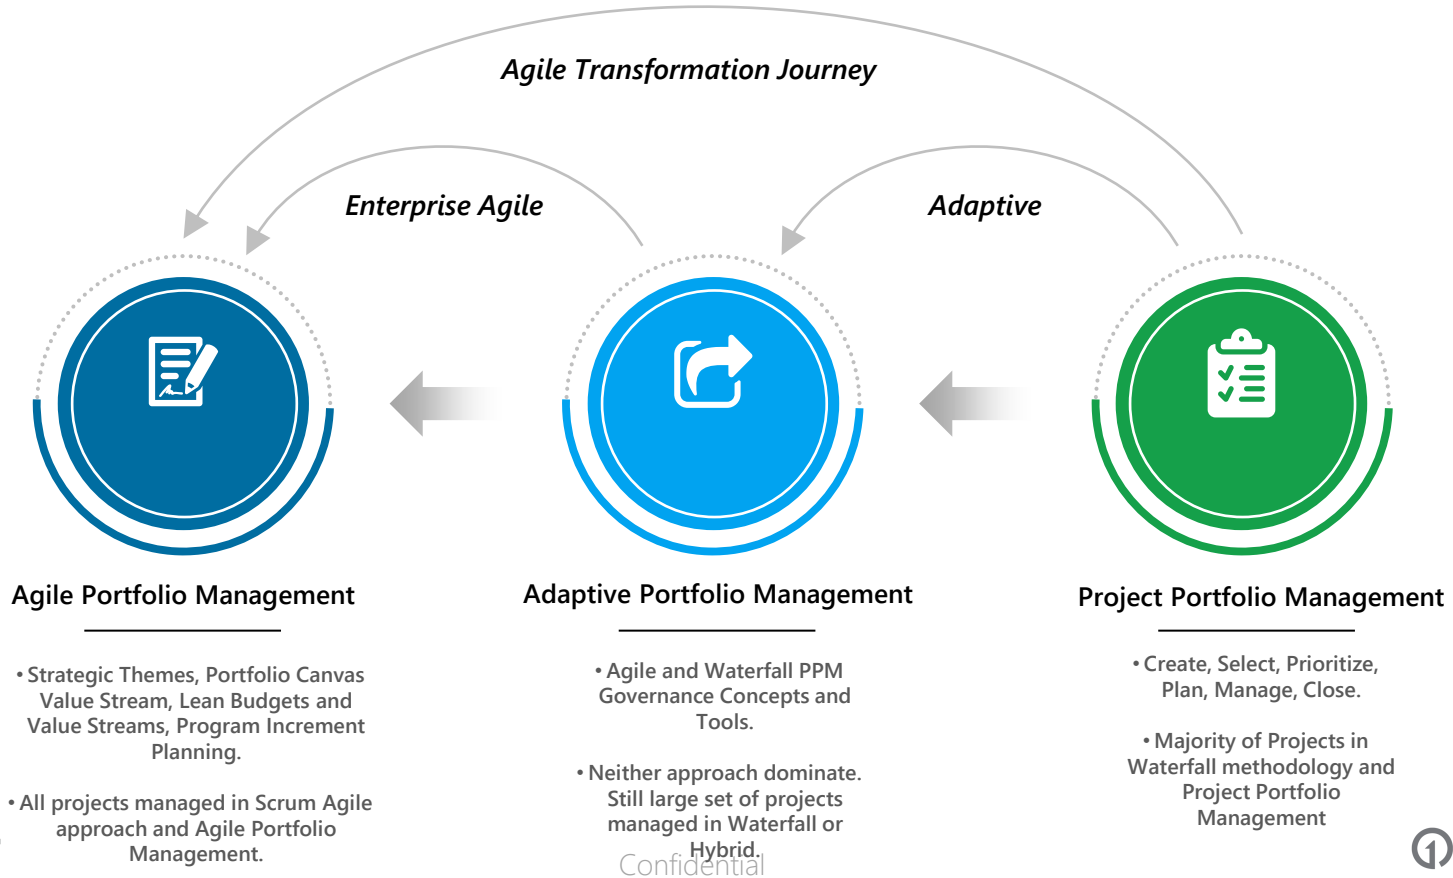 Agile Transformation Journey
Enterprise Agile
Adaptive
Agile Portfolio Management
• Strategic Themes, Portfolio Canvas
Value Stream, Lean Budgets and
Value Streams, Program Increment
Planning.
• All projects managed in Scrum Agile
approach and Agile Portfolio
Management.
Adaptive Portfolio Management
• Agile and Waterfall PPM
Governance Concepts and
Tools.
• Neither approach dominate.
Still large set of projects
managed in Waterfall or
Hybrid.
Project Portfolio Management
• Create, Select, Prioritize,
Plan, Manage, Close.
• Majority of Projects in
Waterfall methodology and
Project Portfolio
Management
Confidential
1